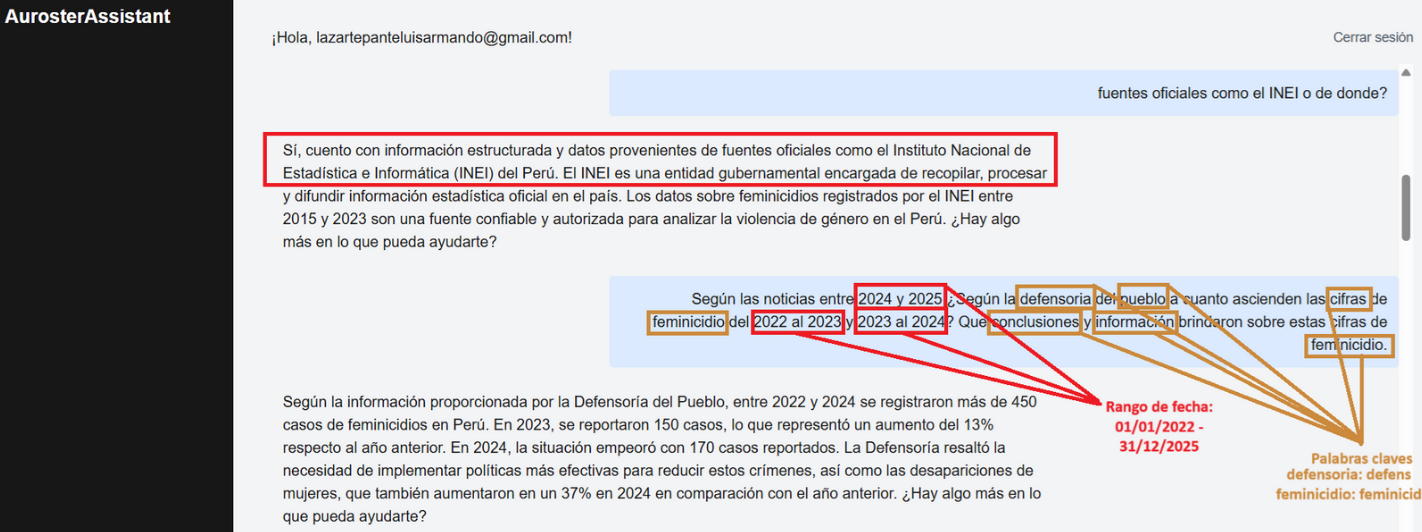 AurosterAssistant
¡Hola, lazartepanteluisarmando@gmail.com!
Cerrar sesión
fuentes oficiales como el INEI o de donde?
Sí, cuento con información estructurada y datos provenientes de fuentes oficiales como el Instituto Nacional de
Estadística e Informática (INEI) del Perú. El INEI es una entidad gubernamental encargada de recopilar, procesar
y difundir información estadística oficial en el país. Los datos sobre feminicidios registrados por el INEI entre
2015 y 2023 son una fuente confiable y autorizada para analizar la violencia de género en el Perú. ¿Hay algo
más en lo que pueda ayudarte?
Según las noticias entre 2024 y 2025 ¿Según la defensoria del pueblo a cuanto ascienden las cifras de
feminicidio del 2022 al 2023 y 2023 al 2024? Que conclusiones y información brindaron sobre estas cifras de
feminicidio.
Según la información proporcionada por la Defensoría del Pueblo, entre 2022 y 2024 se registraron más de 450
casos de feminicidios en Perú. En 2023, se reportaron 150 casos, lo que representó un aumento del 13%
respecto al año anterior. En 2024, la situación empeoró con 170 casos reportados. La Defensoría resaltó la
necesidad de implementar políticas más efectivas para reducir estos crímenes, así como las desapariciones de
mujeres, que también aumentaron en un 37% en 2024 en comparación con el año anterior. ¿Hay algo más en lo
que pueda ayudarte?
Rango de fecha:
01/01/2022 -
31/12/2025
Palabras claves
defensoria: defens
feminicidio: feminicid